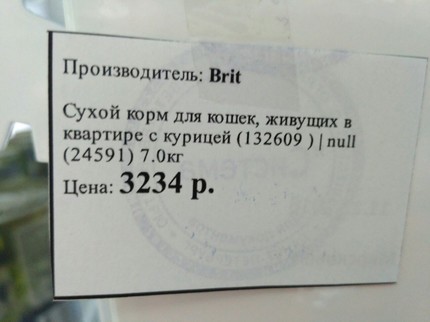 Производитель: Brit
Сухой корм для кошек, живущих в
квартире с курицей (132609 ) | null
(24591) 7.0кг
Цена: 3234 р.